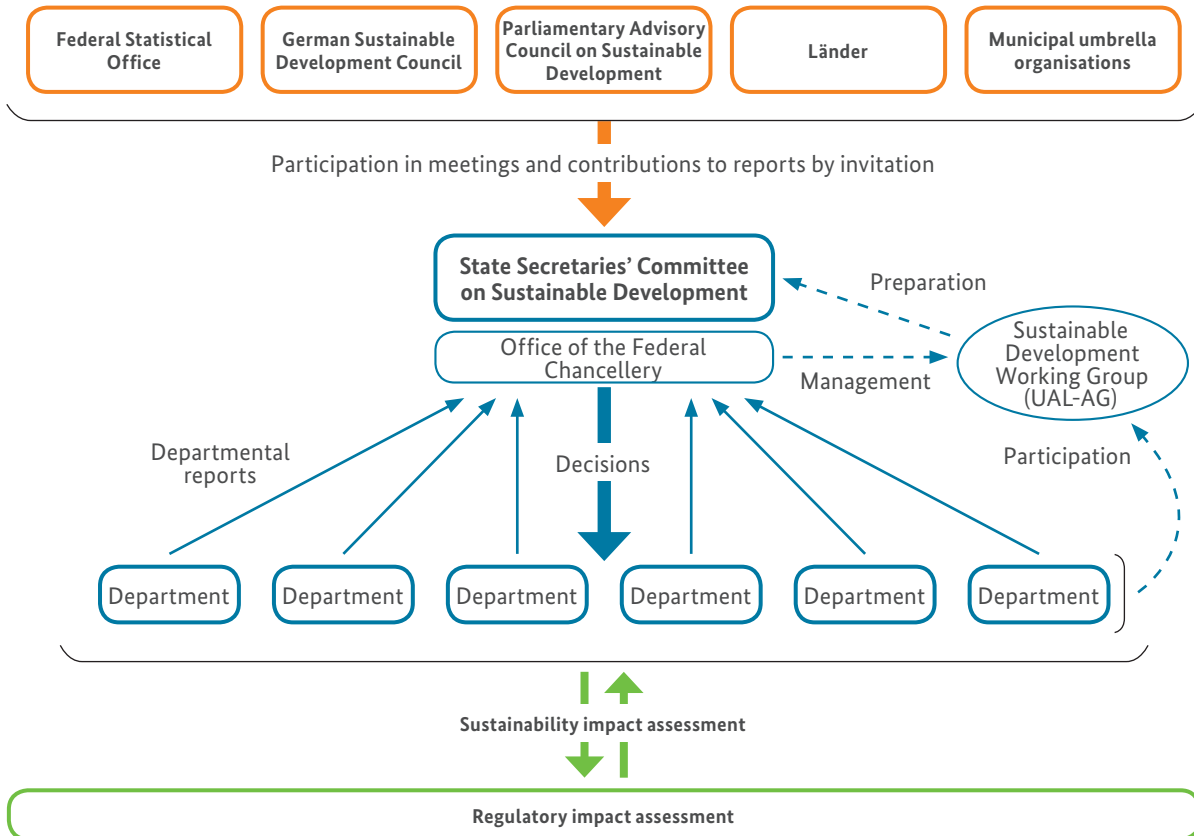 Federal Statistical
Office
German Sustainable
Development Council
Parliamentary Advisory
Council on Sustainable
Development
Länder
Municipal umbrella
organisations
Participation in meetings and contributions to reports by invitation
State Secretaries’ Committee
on Sustainable Development
Preparation
Office of the Federal
Chancellery
Management
Sustainable
Development
Working Group
(UAL-AG)
Departmental
reports
Decisions
Participation
Department
Department
Department
Department
Department
Department
Sustainability impact assessment
Regulatory impact assessment